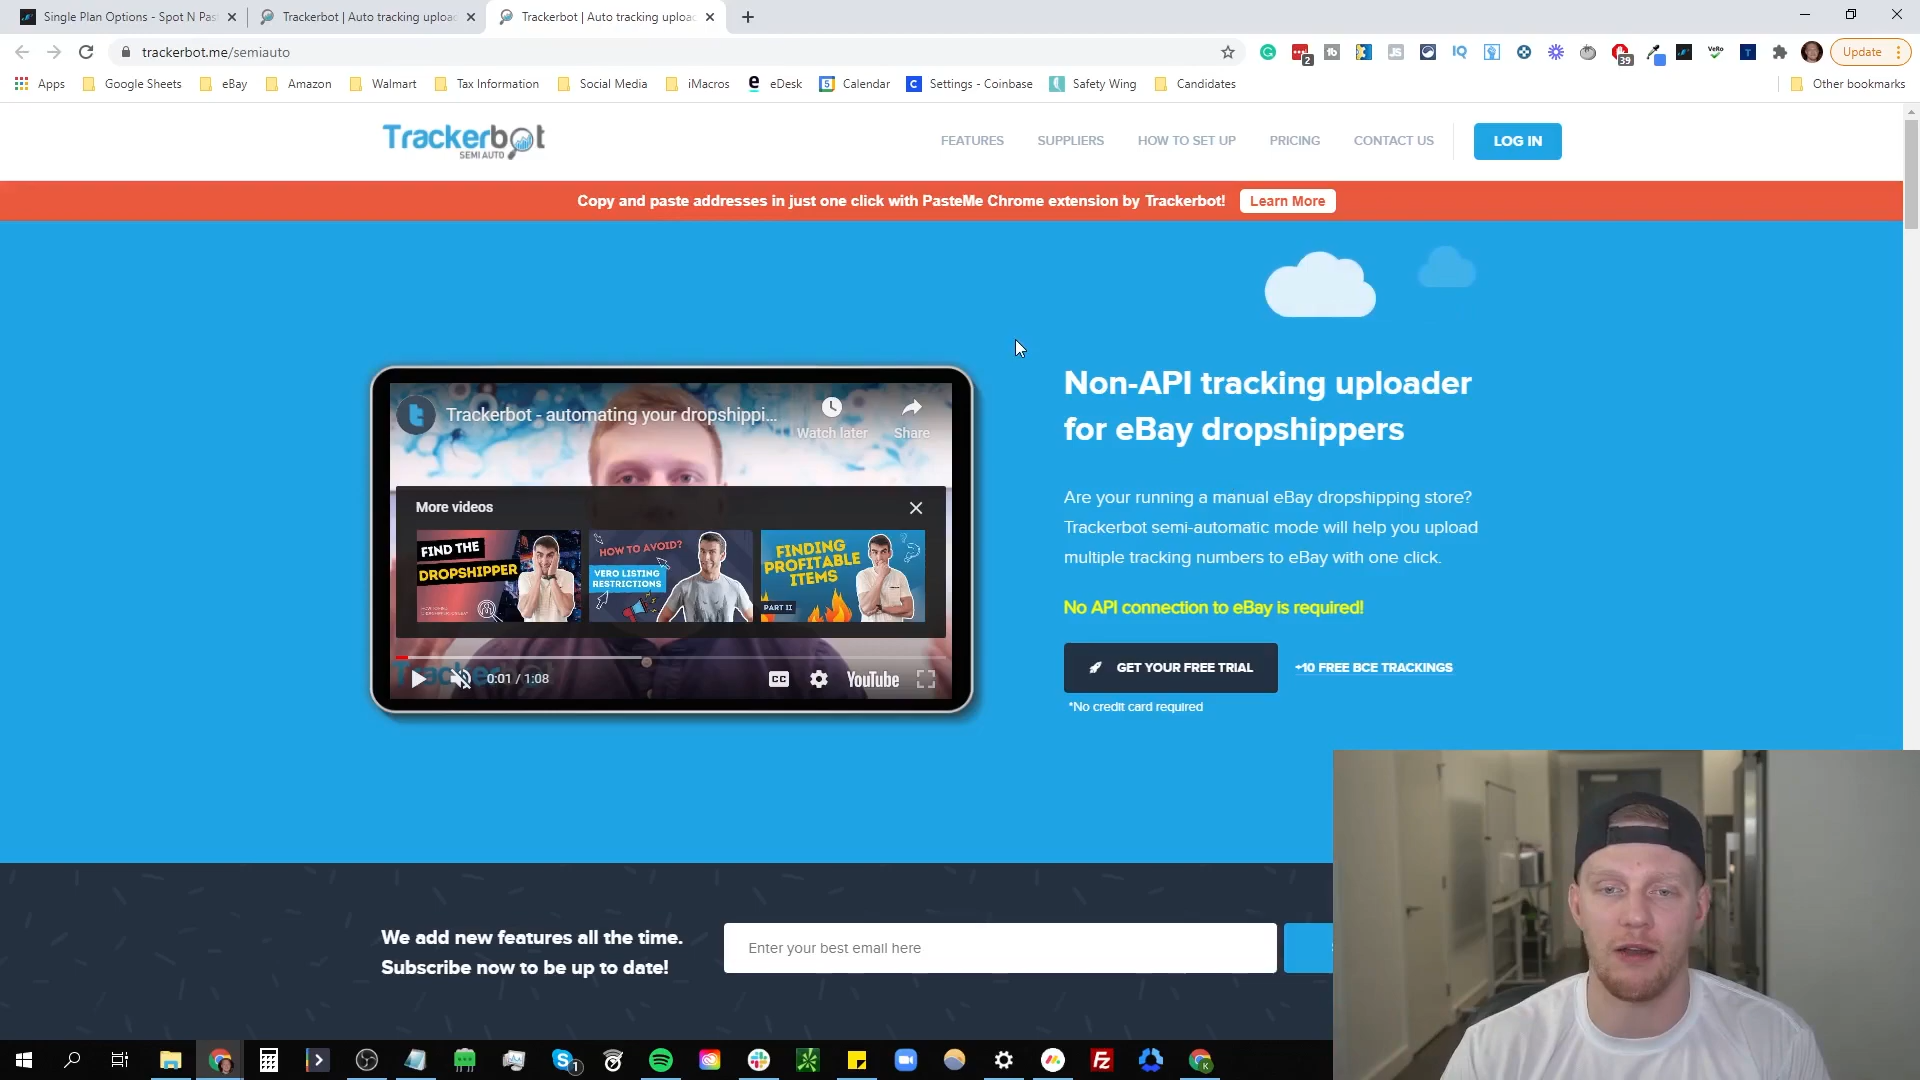 Single Plan Options - Spot N Pas
Trackerbot | Auto tracking uploa
Trackerbot | Auto tracking uploa
trackerbot.me/semiauto
2
39
VeRo
Update
Apps
Google Sheets
eBay
Amazon
Walmart
Tax Information
Social Media
iMacros
eDesk
Calendar
Settings - Coinbase
Safety Wing
Candidates
Other bookmarks
Trackerbot
SEMI AUTO
FEATURES
SUPPLIERS
HOW TO SET UP
PRICING
CONTACT US
LOG IN
Copy and paste addresses in just one click with PasteMe Chrome extension by Trackerbot!
Learn More
Trackerbot - automating your dropshippi...
Watch later
Share
More videos
FIND THE
DROPSHIPPER
HOW TO AVOID?
VERO LISTING
RESTRICTIONS
FINDING
PROFITABLE
ITEMS
PART II
0:01 / 1:08
CC
YouTube
Non-API tracking uploader
for eBay dropshippers
Are your running a manual eBay dropshipping store?
Trackerbot semi-automatic mode will help you upload
multiple tracking numbers to eBay with one click.
No API connection to eBay is required!
GET YOUR FREE TRIAL
+10 FREE BCE TRACKINGS
*No credit card required
We add new features all the time.
Subscribe now to be up to date!
Enter your best email here